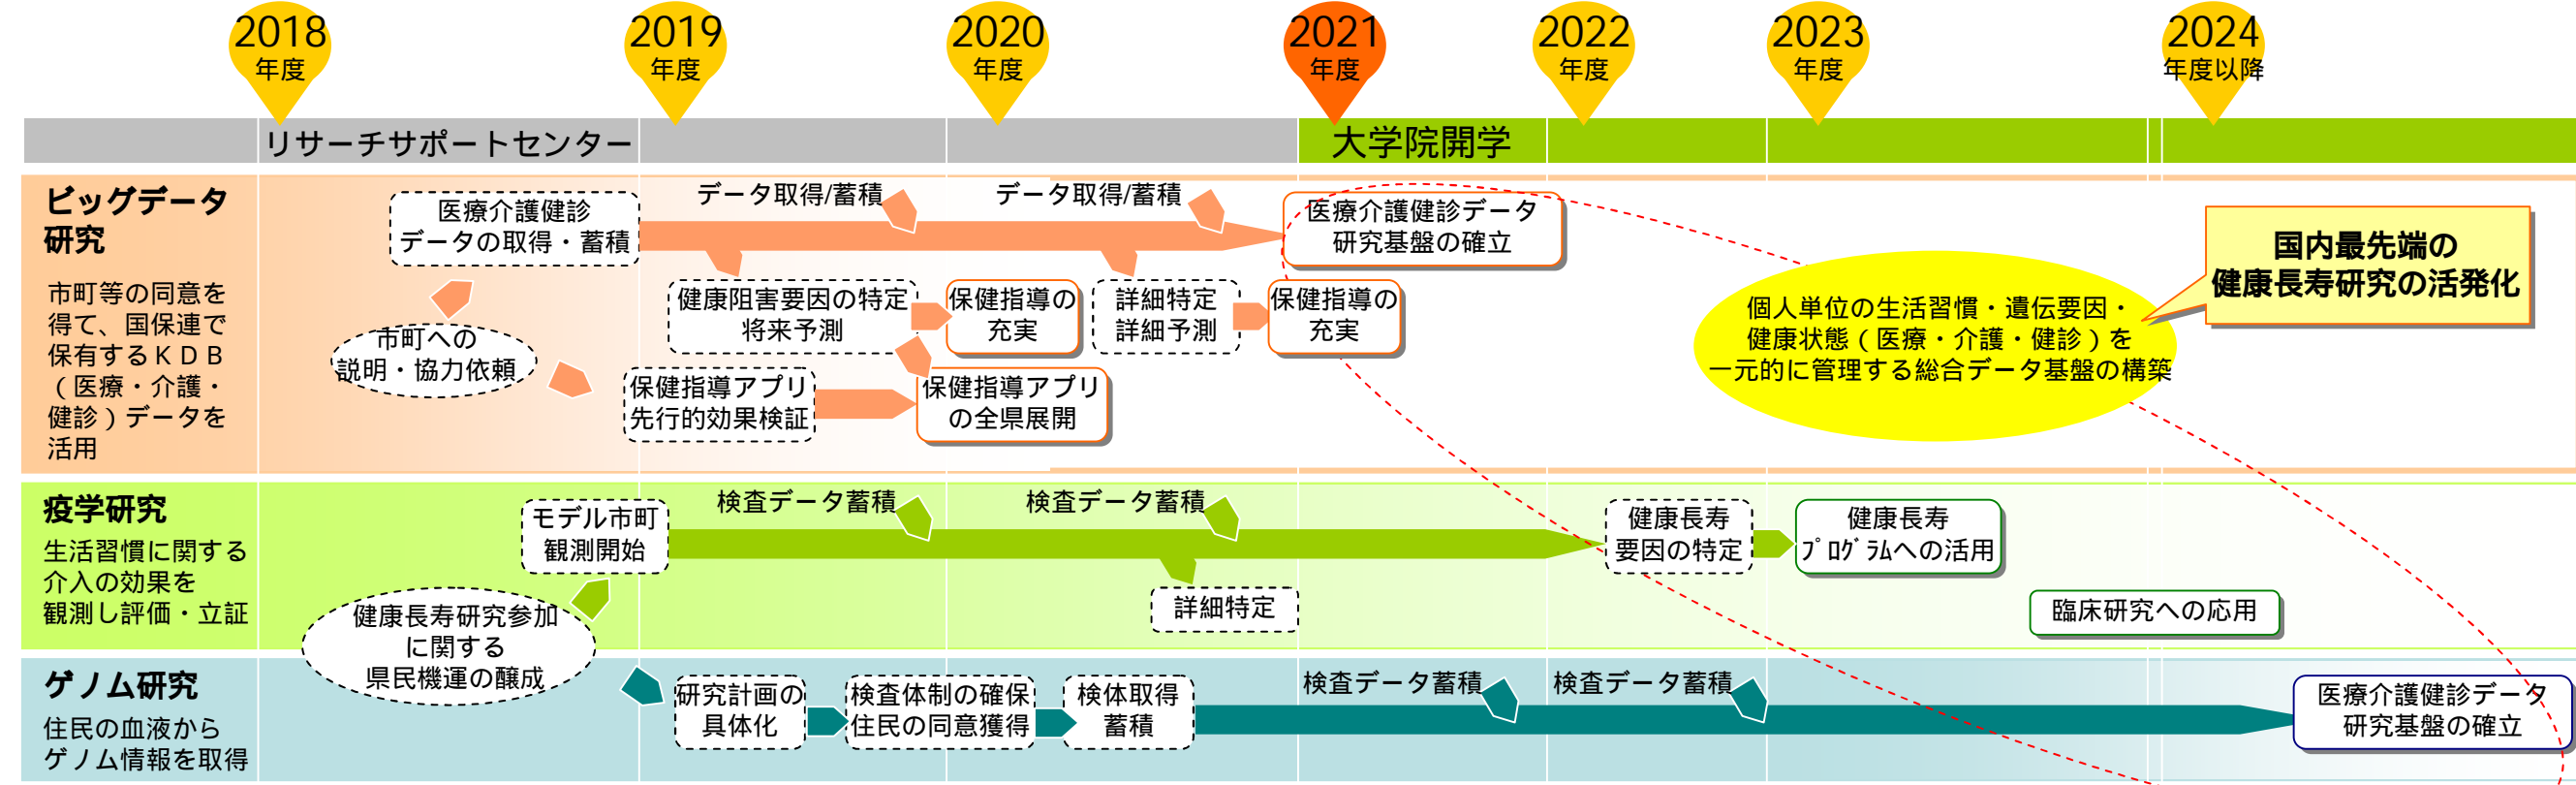 2018
年度
2019
年度
2020
年度
2021
年度
2022
年度
2023
年度
2024
年度以降
リサーチサポートセンター
大学院開学
ビッグデータ
研究
市町等の同意を
得て、国保連で
保有するＫＤＢ
（医療・介護・
健診）データを
活用
医療介護健診
データの取得・蓄積
市町への
説明・協力依頼
データ取得/蓄積
データ取得/蓄積
医療介護健診データ
研究基盤の確立
健康阻害要因の特定
将来予測
保健指導の
充実
詳細特定
詳細予測
保健指導の
充実
保健指導アプリ
先行的効果検証
保健指導アプリ
の全県展開
個人単位の生活習慣・遺伝要因・
健康状態（医療・介護・健診）を
一元的に管理する総合データ基盤の構築
国内最先端の
健康長寿研究の活発化
疫学研究
生活習慣に関する
介入の効果を
観測し評価・立証
モデル市町
観測開始
健康長寿研究参加
に関する
県民機運の醸成
検査データ蓄積
検査データ蓄積
詳細特定
健康長寿
要因の特定
健康長寿
ﾌﾟﾛｸﾞﾗﾑへの活用
臨床研究への応用
ゲノム研究
住民の血液から
ゲノム情報を取得
研究計画の
具体化
検査体制の確保
住民の同意獲得
検体取得
蓄積
検査データ蓄積
検査データ蓄積
医療介護健診データ
研究基盤の確立